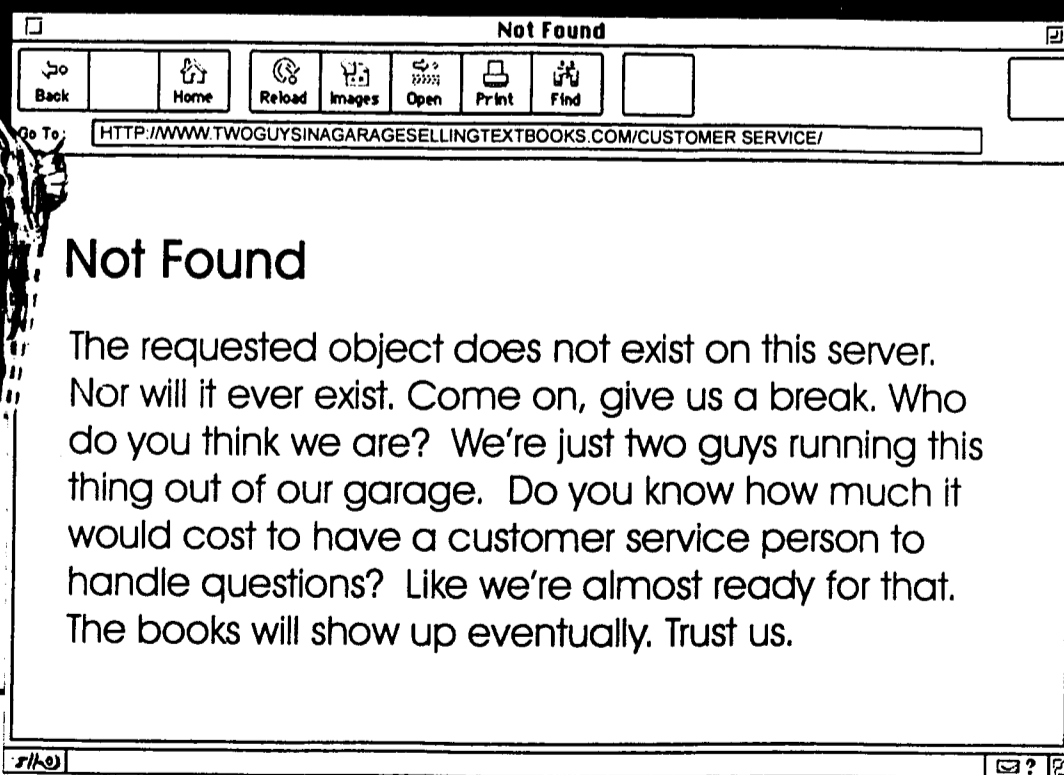 Not Found
Back Home Reload Images Open Print Find
Go To: HTTP://WWW.TWOGUYSINAGARAGESELLINGTEXTBOOKS.COM/CUSTOMER SERVICE/
Not Found
The requested object does not exist on this server.
Nor will it ever exist. Come on, give us a break. Who
do you think we are? We're just two guys running this
thing out of our garage. Do you know how much it
would cost to have a customer service person to
handle questions? Like we're almost ready for that.
The books will show up eventually. Trust us.
?